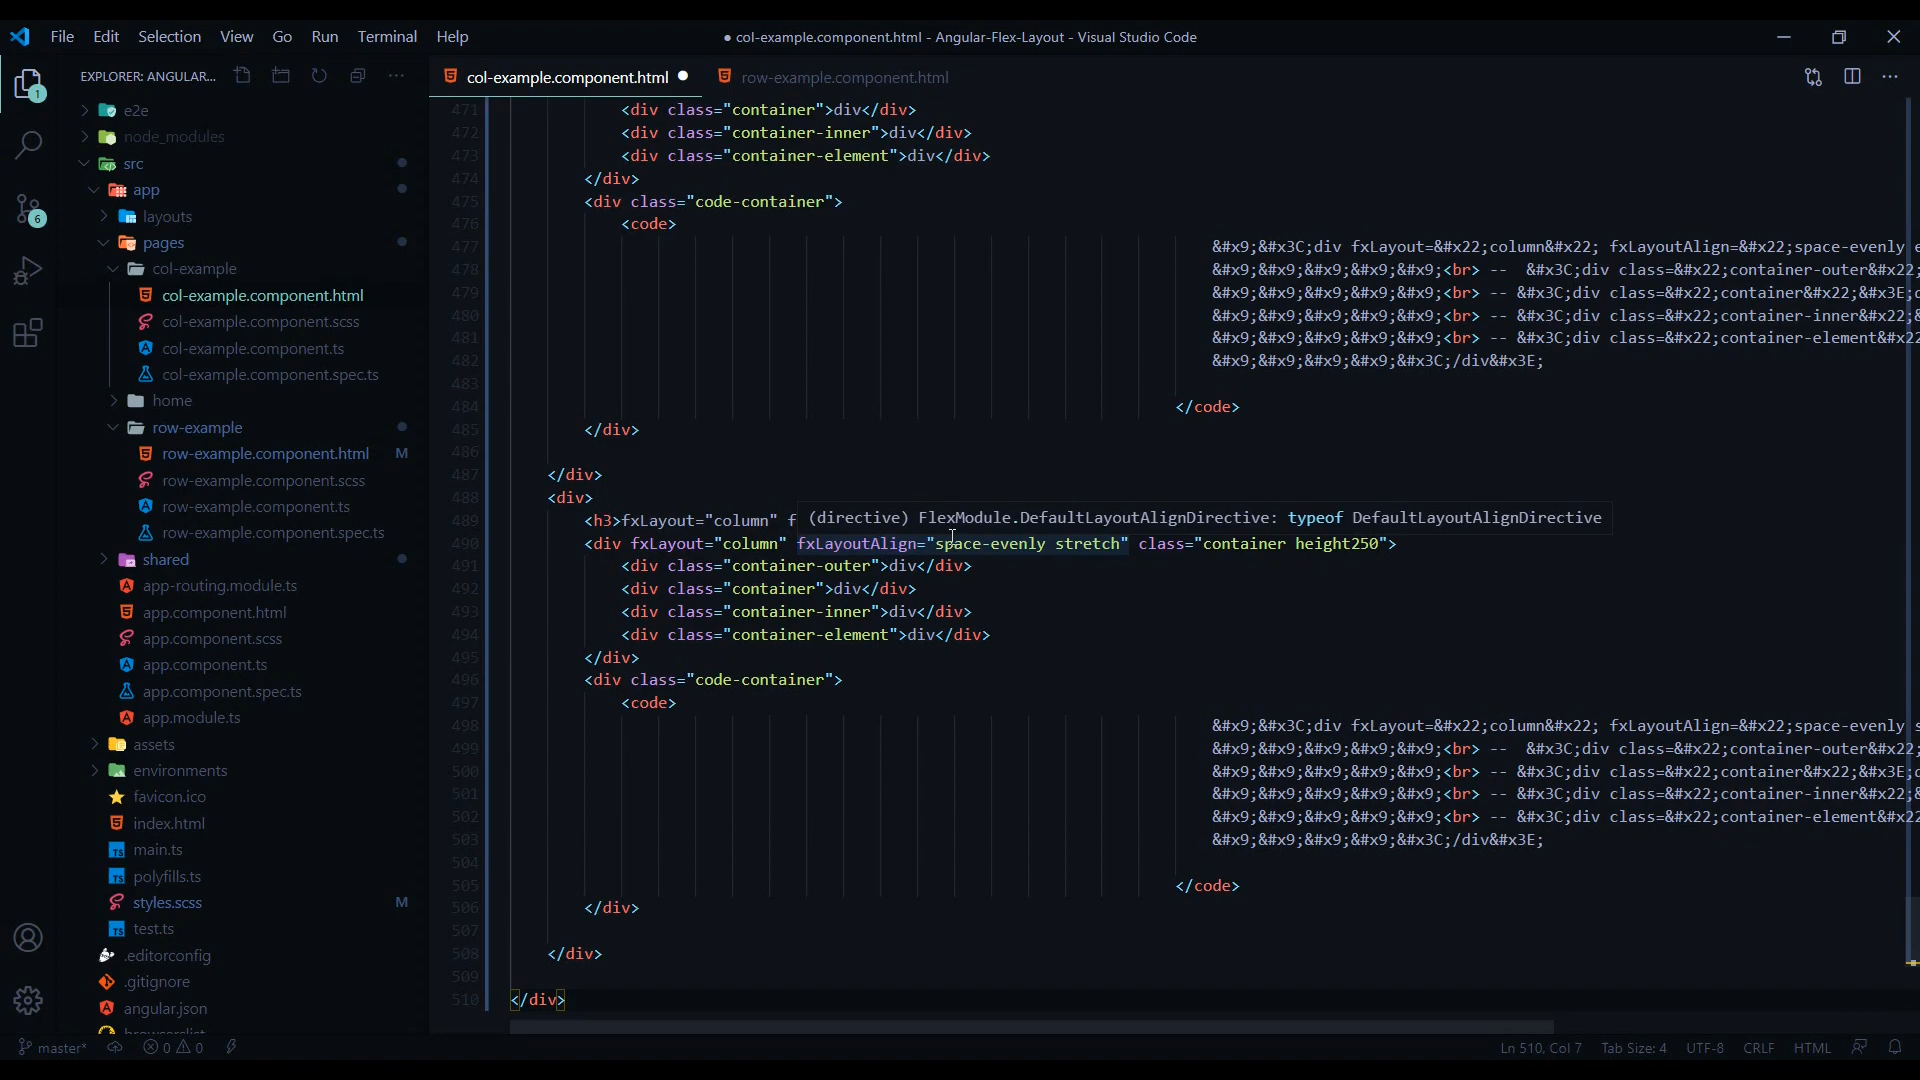 File Edit Selection View Go Run Terminal Help
● col-example.component.html - Angular-Flex-Layout - Visual Studio Code
EXPLORER: ANGULAR...
col-example.component.html
row-example.component.html
1
6
e2e
node_modules
src
app
layouts
pages
col-example
col-example.component.html
col-example.component.scss
col-example.component.ts
col-example.component.spec.ts
home
row-example
row-example.component.html M
row-example.component.scss
row-example.component.ts
row-example.component.spec.ts
shared
app-routing.module.ts
app.component.html
app.component.scss
app.component.ts
app.component.spec.ts
app.module.ts
assets
environments
favicon.ico
index.html
main.ts
polyfills.ts
styles.scss M
test.ts
.editorconfig
.gitignore
angular.json
browserslist
471 <div class="container">div</div>
472 <div class="container-inner">div</div>
473 <div class="container-element">div</div>
474 </div>
475 <div class="code-container">
476 <code>
477 &#x9;&#x3C;div fxLayout=&#x22;column&#x22; fxLayoutAlign=&#x22;space-evenly
478 &#x9;&#x9;&#x9;&#x9;&#x9;<br> -- &#x3C;div class=&#x22;container-outer&#x22;
479 &#x9;&#x9;&#x9;&#x9;&#x9;<br> -- &#x3C;div class=&#x22;container&#x22;&#x3E;
480 &#x9;&#x9;&#x9;&#x9;&#x9;<br> -- &#x3C;div class=&#x22;container-inner&#x22;
481 &#x9;&#x9;&#x9;&#x9;&#x9;<br> -- &#x3C;div class=&#x22;container-element&#x22
482 &#x9;&#x9;&#x9;&#x9;&#x3C;/div&#x3E;
483
484 </code>
485 </div>
486
487 </div>
488 <div>
489 <h3>fxLayout="column" f
(directive) FlexModule.DefaultLayoutAlignDirective: typeof DefaultLayoutAlignDirective
490 <div fxLayout="column" fxLayoutAlign="space-evenly stretch" class="container height250">
491 <div class="container-outer">div</div>
492 <div class="container">div</div>
493 <div class="container-inner">div</div>
494 <div class="container-element">div</div>
495 </div>
496 <div class="code-container">
497 <code>
498 &#x9;&#x3C;div fxLayout=&#x22;column&#x22; fxLayoutAlign=&#x22;space-evenly s
499 &#x9;&#x9;&#x9;&#x9;&#x9;<br> -- &#x3C;div class=&#x22;container-outer&#x22;
500 &#x9;&#x9;&#x9;&#x9;&#x9;<br> -- &#x3C;div class=&#x22;container&#x22;&#x3E;
501 &#x9;&#x9;&#x9;&#x9;&#x9;<br> -- &#x3C;div class=&#x22;container-inner&#x22;
502 &#x9;&#x9;&#x9;&#x9;&#x9;<br> -- &#x3C;div class=&#x22;container-element&#x22
503 &#x9;&#x9;&#x9;&#x9;&#x3C;/div&#x3E;
504
505 </code>
506 </div>
507
508 </div>
509
510 </div>
master* 0 0 Ln 510, Col 7 Tab Size: 4 UTF-8 CRLF HTML